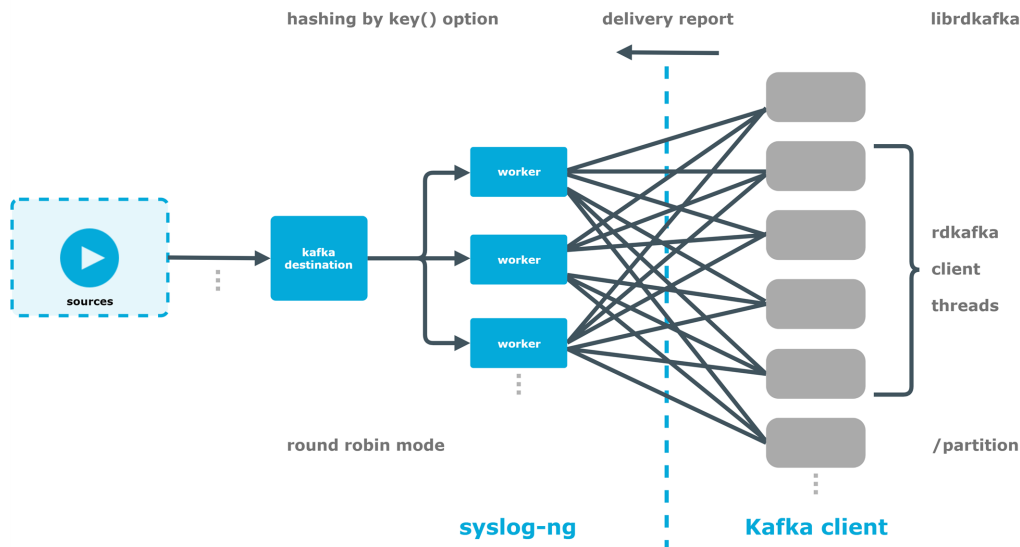 hashing by key() option
delivery report
librdkafka
worker
kafka
destination
worker
sources
worker
rdkafka
client
threads
round robin mode
/partition
syslog-ng
Kafka client